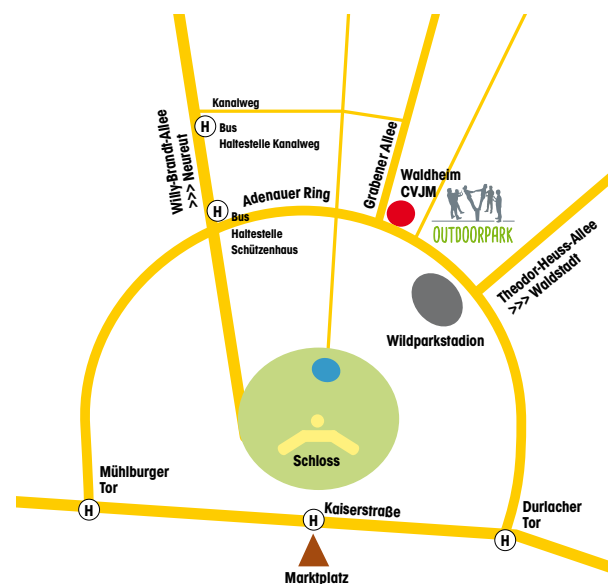 Kanalweg
H
Bus
Haltestelle Kanalweg
Willy-Brandt-Allee
>>> Neureut
Grabener Allee
Waldheim
CVJM
Adenauer Ring
H
Bus
Haltestelle
Schützenhaus
OUTDOORPARK
Theodor-Heuss-Allee
>>> Waldstadt
Wildparkstadion
Schloss
Mühlburger
Tor
H
Kaiserstraße
H
Durlacher
Tor
H
Marktplatz